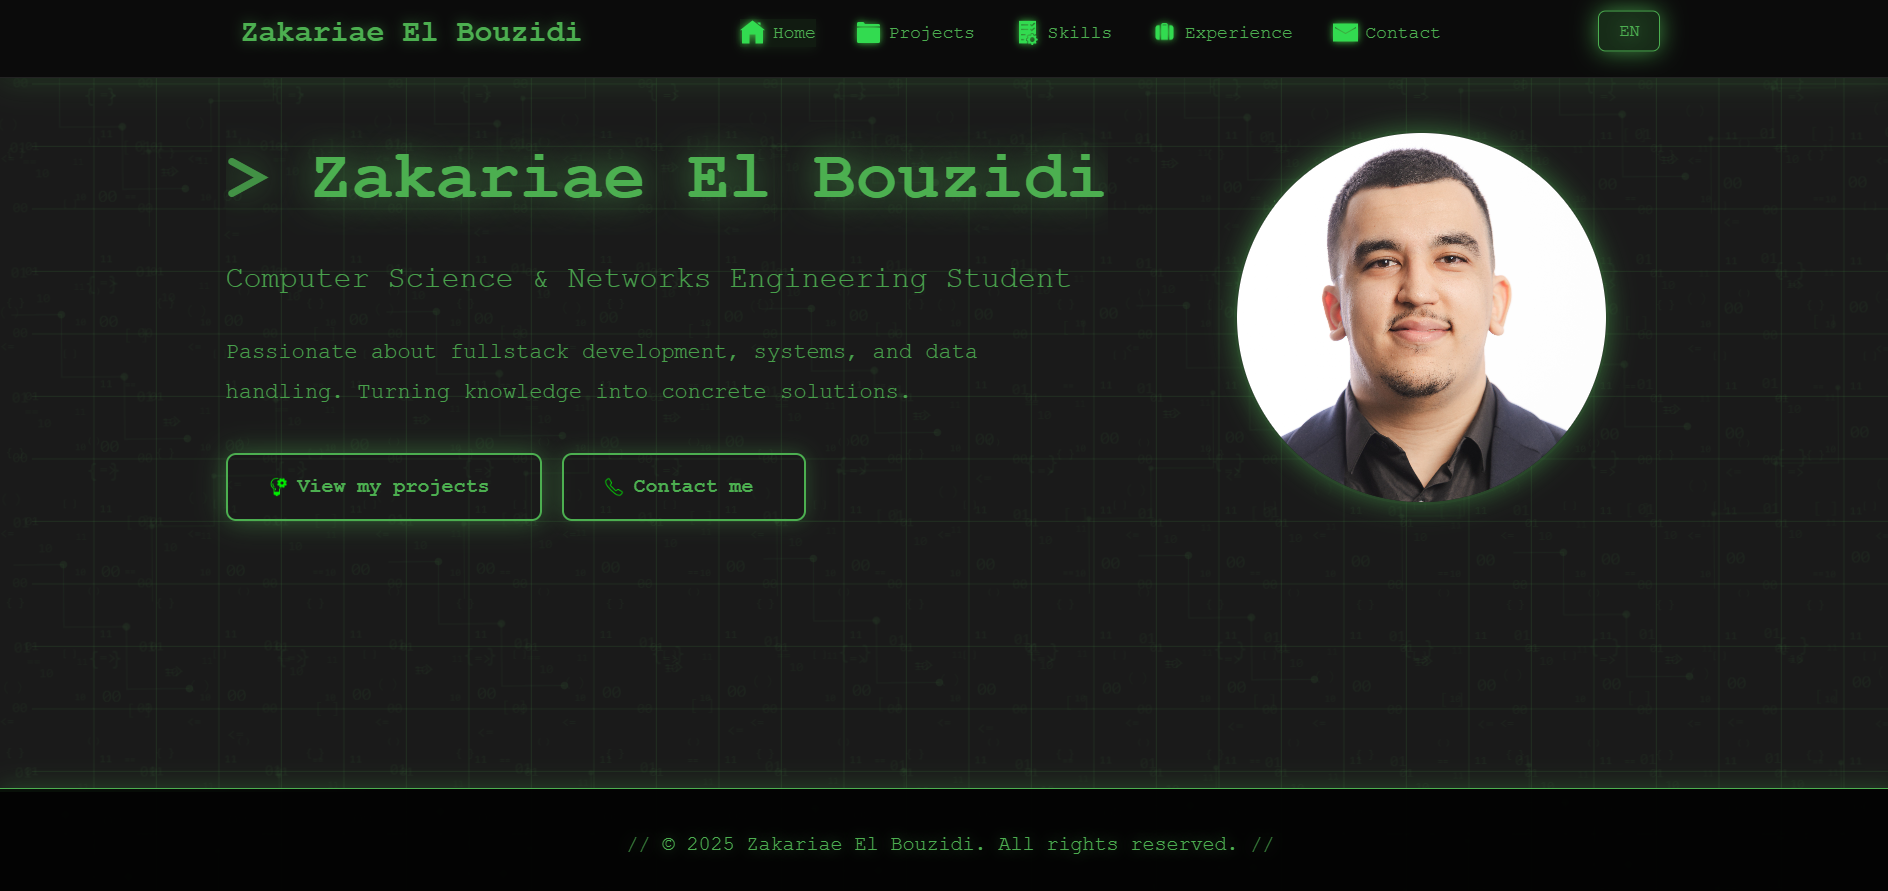 Zakariae El Bouzidi
Home
Projects
Skills
Experience
Contact
EN
> Zakariae El Bouzidi
Computer Science & Networks Engineering Student
Passionate about fullstack development, systems, and data
handling. Turning knowledge into concrete solutions.
View my projects
Contact me
// © 2025 Zakariae El Bouzidi. All rights reserved. //